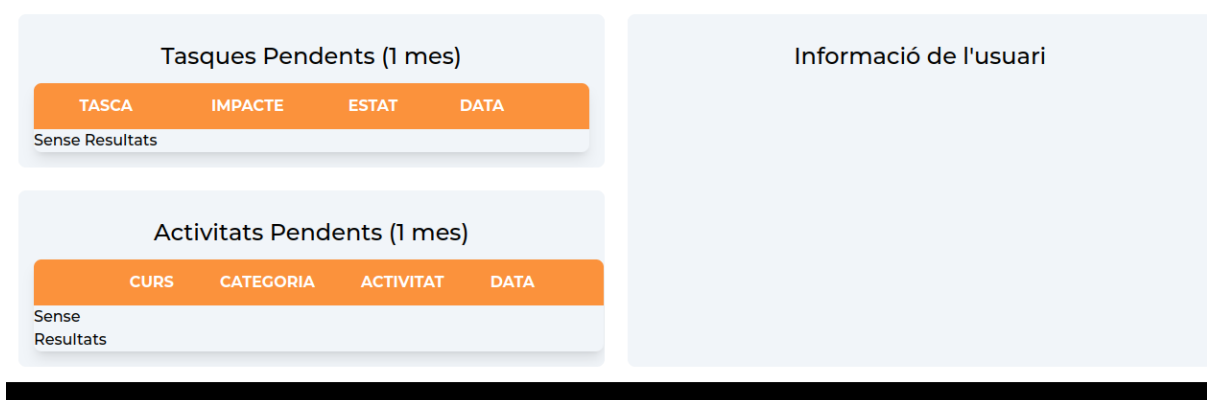 Tasques Pendents (1 mes)
TASCA IMPACTE ESTAT DATA
Sense Resultats
Activitats Pendents (1 mes)
CURS CATEGORIA ACTIVITAT DATA
Sense
Resultats
Informació de l'usuari